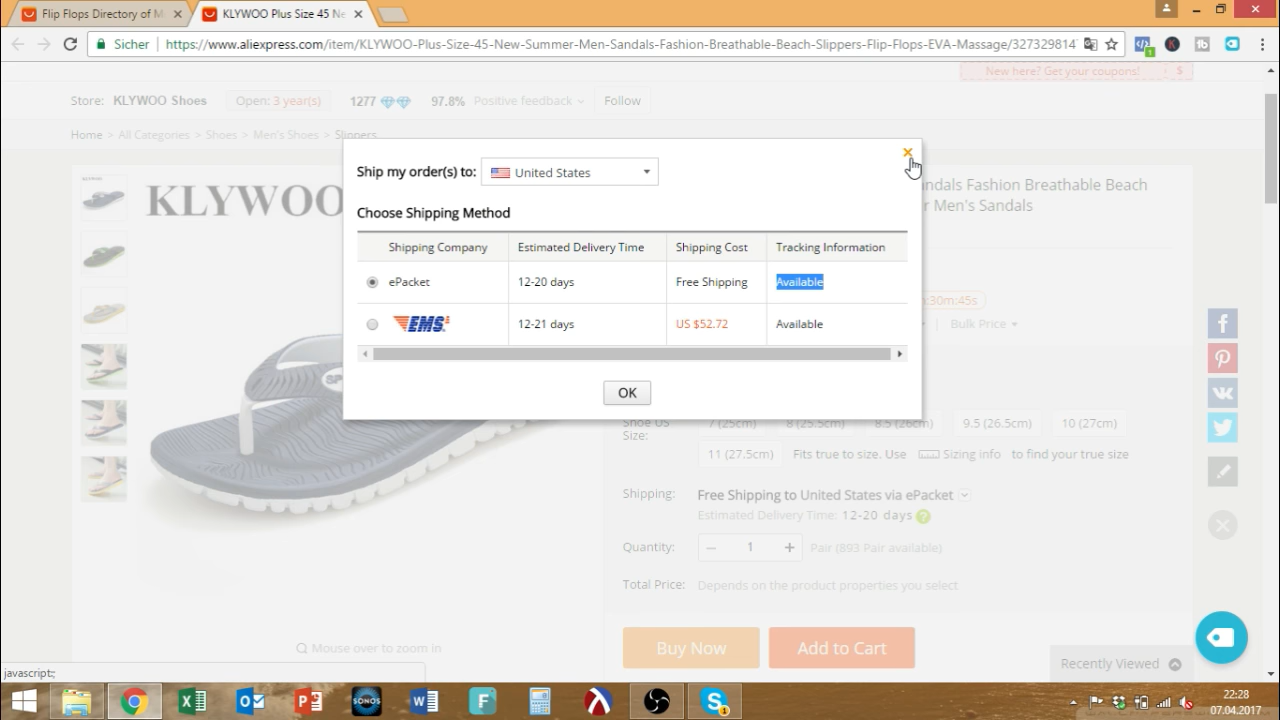 Flip Flops Directory of M
KLYWOO Plus Size 45 Ne
Sicher
https://www.aliexpress.com/item/KLYWOO-Plus-Size-45-New-Summer-Men-Sandals-Fashion-Breathable-Beach-Slippers-Flip-Flops-EVA-Massage/327329814
New here? Get your coupons! $
Store: KLYWOO Shoes Open: 3 year(s) 1277 97.8% Positive feedback Follow
Home > All Categories > Shoes > Men's Shoes > Slippers
KLYWOO
Ship my order(s) to: United States
Choose Shipping Method
Shipping Company Estimated Delivery Time Shipping Cost Tracking Information
ePacket 12-20 days Free Shipping Available
EMS 12-21 days US $52.72 Available
OK
ndals Fashion Breathable Beach
r Men's Sandals
:30m:45s
Bulk Price
Shoe US Size: 7 (25cm) 8 (25.5cm) 8.5 (26cm) 9.5 (26.5cm) 10 (27cm)
11 (27.5cm) Fits true to size. Use Sizing info to find your true size
Shipping: Free Shipping to United States via ePacket
Estimated Delivery Time: 12-20 days ?
Quantity: 1 Pair (893 Pair available)
Total Price: Depends on the product properties you select
Mouse over to zoom in
Buy Now Add to Cart
Recently Viewed
javascript:;
SONOS
22:28
07.04.2017